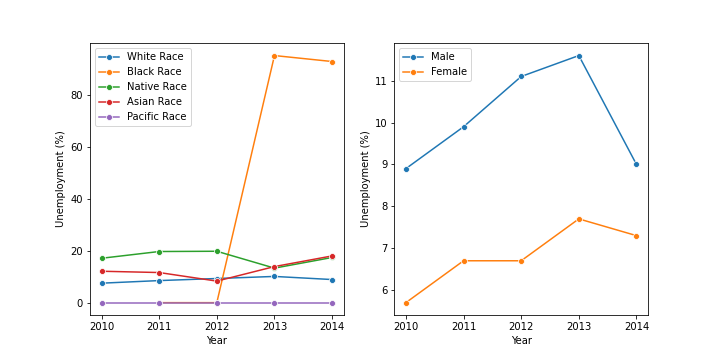 White Race
Black Race
Native Race
Asian Race
Pacific Race
80
60
40
20
0
Unemployment (%)
2010 2011 2012 2013 2014
Year
Male
Female
11
10
9
8
7
6
Unemployment (%)
2010 2011 2012 2013 2014
Year